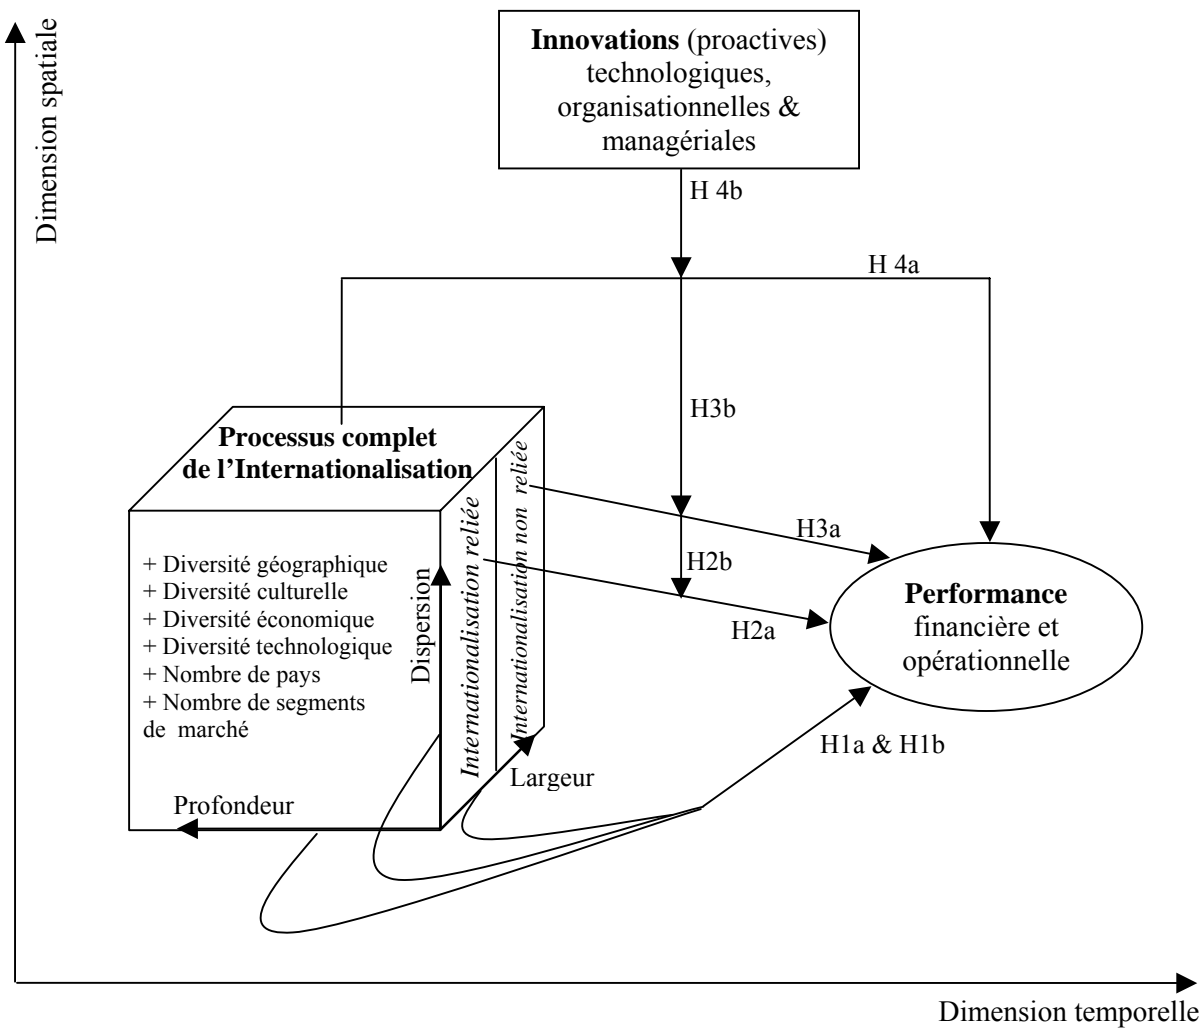 Dimension spatiale
Innovations (proactives)
technologiques,
organisationnelles &
managériales
H 4b
H 4a
H3b
Processus complet
de l’Internationalisation
Internationalisation reliée
Internationalisation non reliée
H3a
H2b
H2a
+ Diversité géographique
+ Diversité culturelle
+ Diversité économique
+ Diversité technologique
+ Nombre de pays
+ Nombre de segments
de marché
Dispersion
Performance
financière et
opérationnelle
H1a & H1b
Largeur
Profondeur
Dimension temporelle